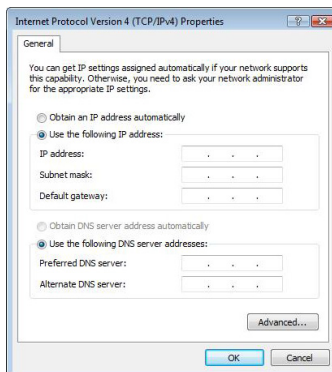 Internet Protocol Version 4 (TCP/IPv4) Properties
General
You can get IP settings assigned automatically if your network supports
this capability. Otherwise, you need to ask your network administrator
for the appropriate IP settings.
Obtain an IP address automatically
Use the following IP address:
IP address:
Subnet mask:
Default gateway:
Obtain DNS server address automatically
Use the following DNS server addresses:
Preferred DNS server:
Alternate DNS server:
Advanced...
OK
Cancel